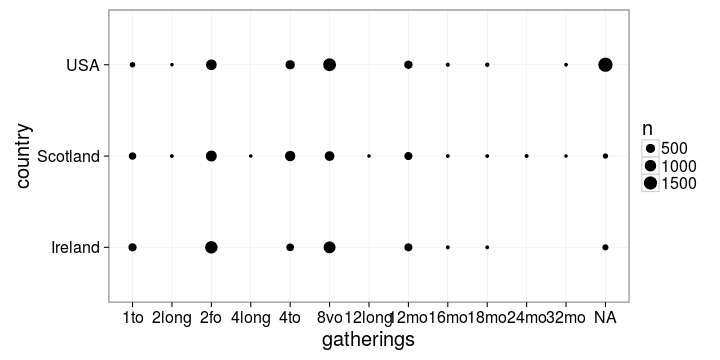 USA
Scotland
Ireland
country
1to 2long 2fo 4long 4to 8vo 12long 12mo 16mo 18mo 24mo 32mo NA
gatherings
n
500
1000
1500